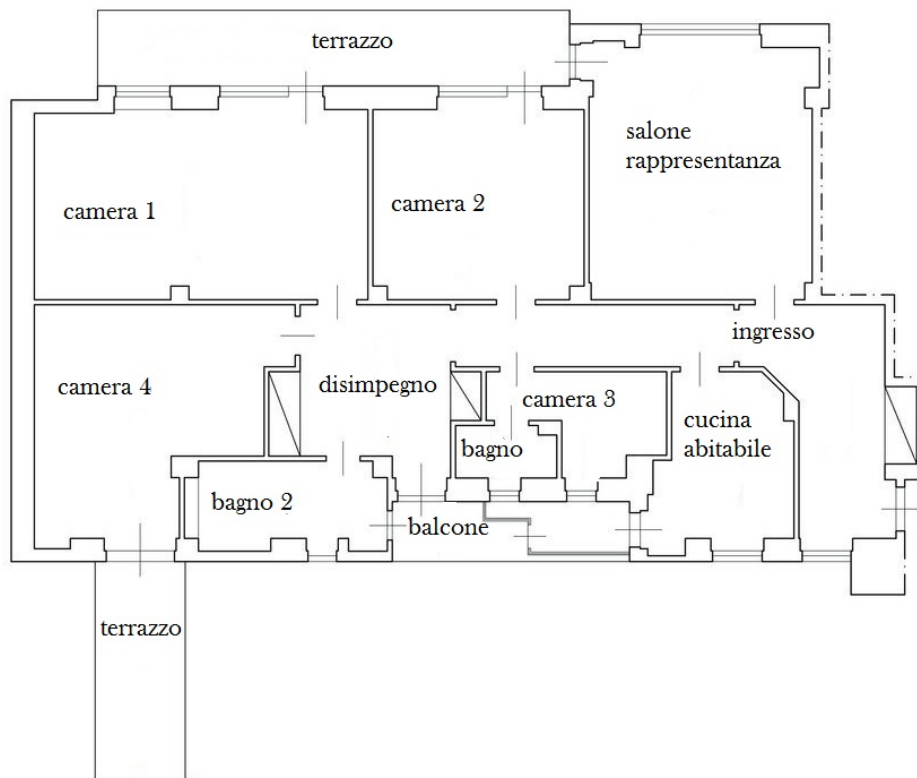 terrazzo
salone
rappresentanza
camera 1
camera 2
ingresso
camera 4
disimpegno
camera 3
cucina
abitabile
bagno
bagno 2
balcone
terrazzo